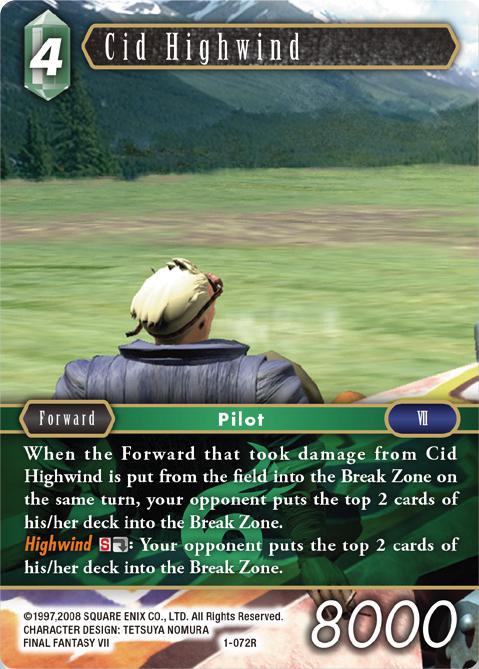 4
Cid Highwind
Forward
Pilot
VII
When the Forward that took damage from Cid
Highwind is put from the field into the Break Zone on
the same turn, your opponent puts the top 2 cards of
his/her deck into the Break Zone.
Highwind S: Your opponent puts the top 2 cards of
his/her deck into the Break Zone.
©1997,2008 SQUARE ENIX CO., LTD. All Rights Reserved.
CHARACTER DESIGN: TETSUYA NOMURA
FINAL FANTASY VII
1-072R
8000